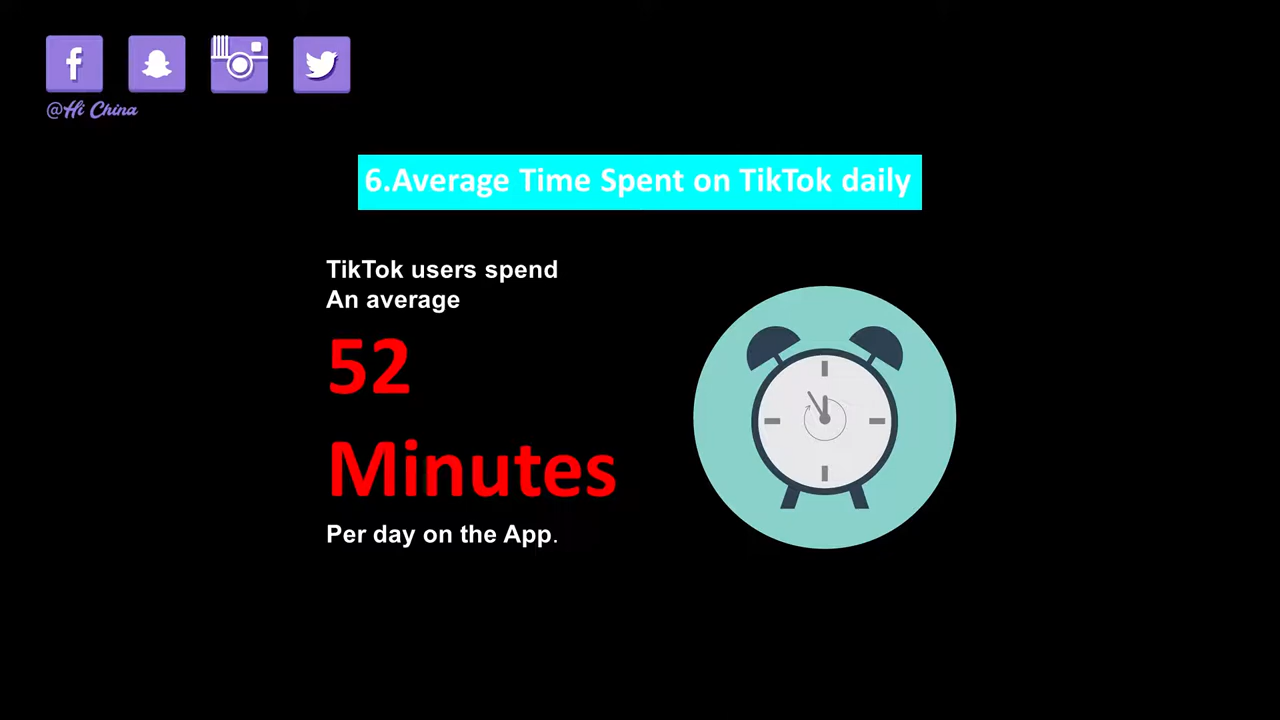 @Hi China
6.Average Time Spent on TikTok daily
TikTok users spend
An average
52
Minutes
Per day on the App.